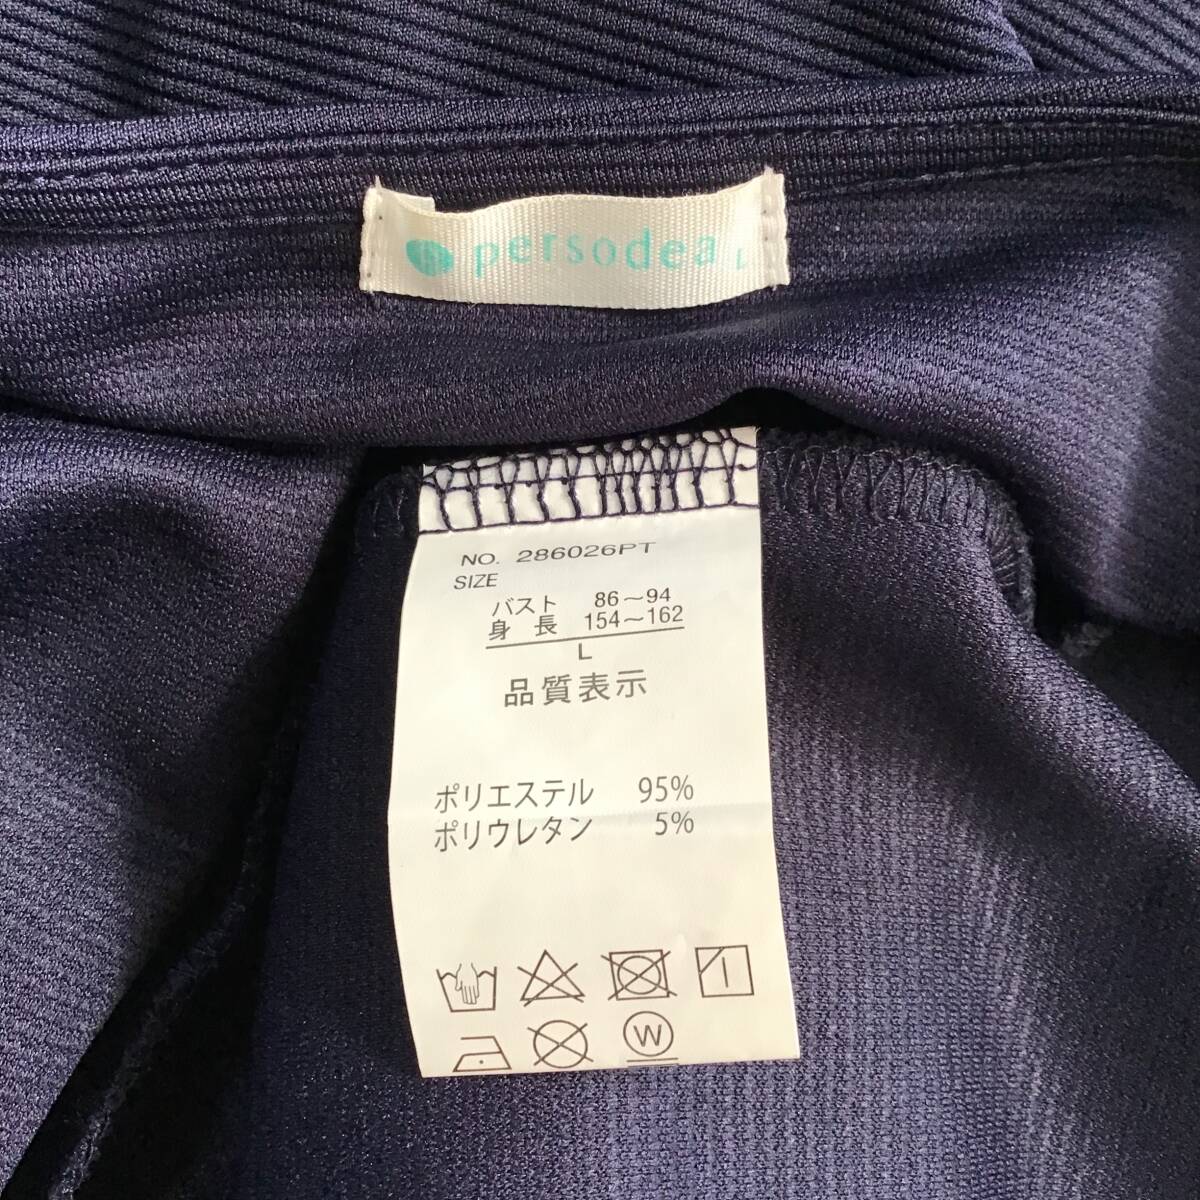 persodea L
NO. 286026PT
SIZE
バスト 86～94
身長 154～162
L
品質表示
ポリエステル 95%
ポリウレタン 5%
W